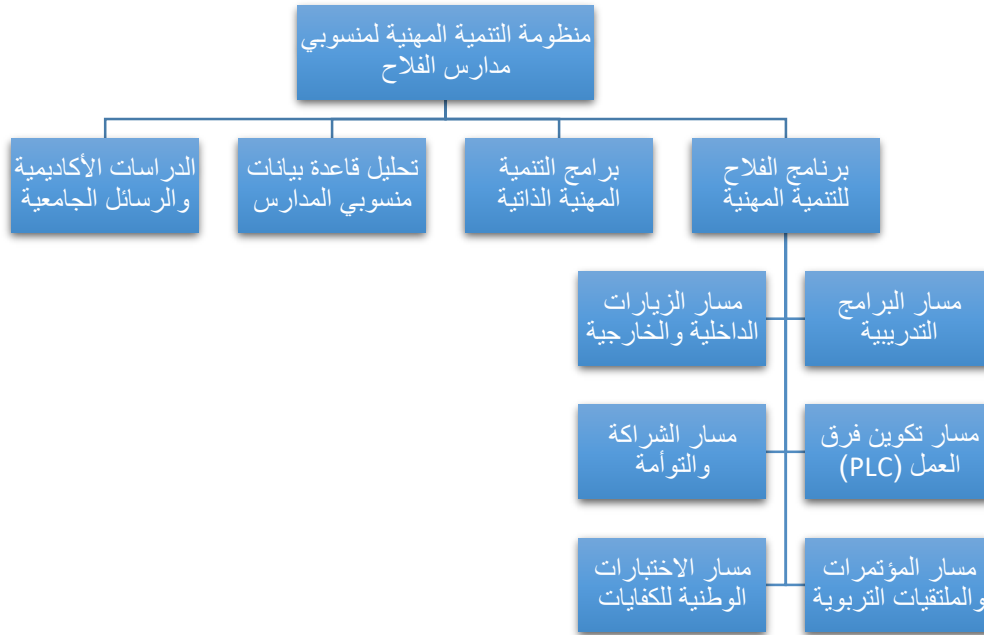 منظومة التنمية المهنية لمنسوبي
مدارس الفلاح
برنامج الفلاح
للتنمية المهنية
برامج التنمية
المهنية الذاتية
تحليل قاعدة بيانات
منسوبي المدارس
الدراسات الأكاديمية
والرسائل الجامعية
مسار البرامج
التدريبية
مسار الزيارات
الداخلية والخارجية
مسار تكوين فرق
العمل (PLC)
مسار الشراكة
والتوأمة
مسار المؤتمرات
والملتقيات التربوية
مسار الاختبارات
الوطنية للكفايات